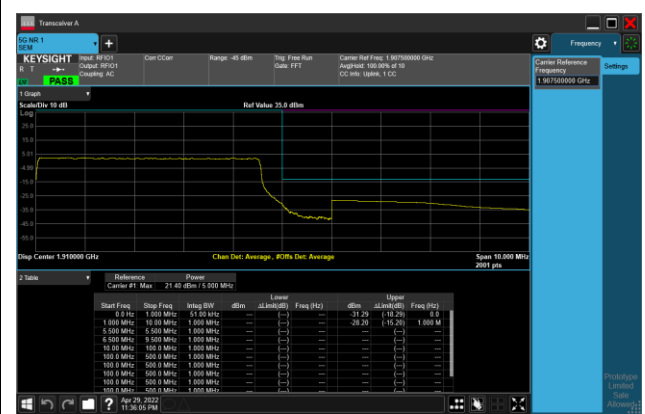 Transceiver A
5G NR 1
SEM
Frequency
KEYSIGHT
R T
PASS
Input: RFIO1
Output: RFIO1
Coupling: AC
Corr CCorr
Range: -45 dBm
Trig: Free Run
Gate: FFT
Carrier Ref Freq: 1.907500000 GHz
Avg|Hold: 100.00% of 10
CC Info: Uplink, 1 CC
Carrier Reference
Frequency
1.907500000 GHz
Settings
1 Graph
Scale/Div 10 dB
Ref Value 35.0 dBm
Log
25.0
15.0
5.01
-4.99
-15.0
-25.0
-35.0
-45.0
-55.0
Disp Center 1.910000 GHz
Chan Det: Average, #Offs Det: Average
Span 10.000 MHz
2001 pts
2 Table
Reference Power
Carrier #1 Max 21.40 dBm / 5.000 MHz
Lower Upper
Start Freq Stop Freq Integ BW dBm ΔLimit(dB) Freq (Hz) dBm ΔLimit(dB) Freq (Hz)
0.0 Hz 1.000 MHz 51.00 kHz --- (---) --- -31.29 (-18.29) 0.0
1.000 MHz 10.00 MHz 1.000 MHz --- (---) --- -28.20 (-15.20) 1.000 M
5.500 MHz 5.500 MHz 1.000 MHz --- (---) --- --- (---) ---
6.500 MHz 9.500 MHz 1.000 MHz --- (---) --- --- (---) ---
10.00 MHz 100.0 MHz 1.000 MHz --- (---) --- --- (---) ---
100.0 MHz 500.0 MHz 1.000 MHz --- (---) --- --- (---) ---
100.0 MHz 500.0 MHz 1.000 MHz --- (---) --- --- (---) ---
100.0 MHz 500.0 MHz 1.000 MHz --- (---) --- --- (---) ---
100.0 MHz 500.0 MHz 1.000 MHz --- (---) --- --- (---) ---
Prototype
Limited
Sale
Allowed
?
Apr 29, 2022
11:36:05 PM